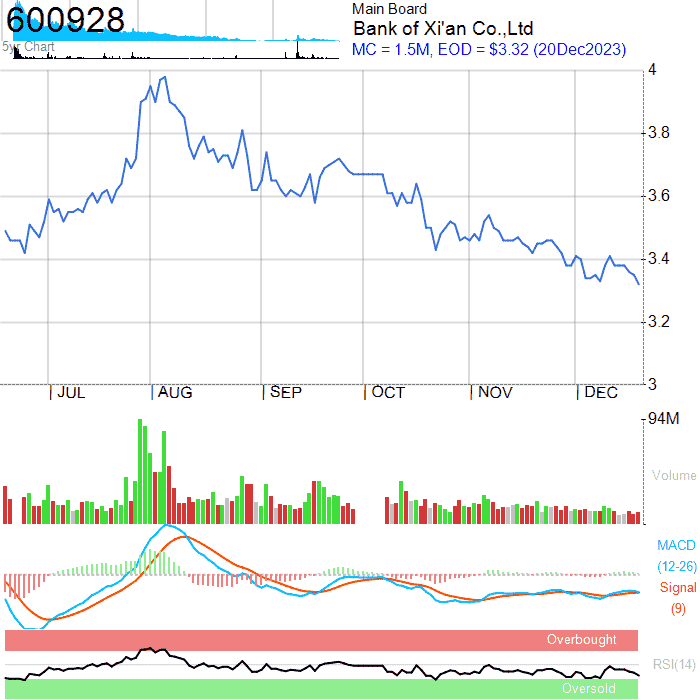 600928
5yr Chart
Main Board
Bank of Xi'an Co.,Ltd
MC = 1.5M, EOD = $3.32 (20Dec2023)
4
3.8
3.6
3.4
3.2
3
JUL AUG SEP OCT NOV DEC
94M
Volume
MACD
(12-26)
Signal
(9)
Overbought
RSI(14)
Oversold